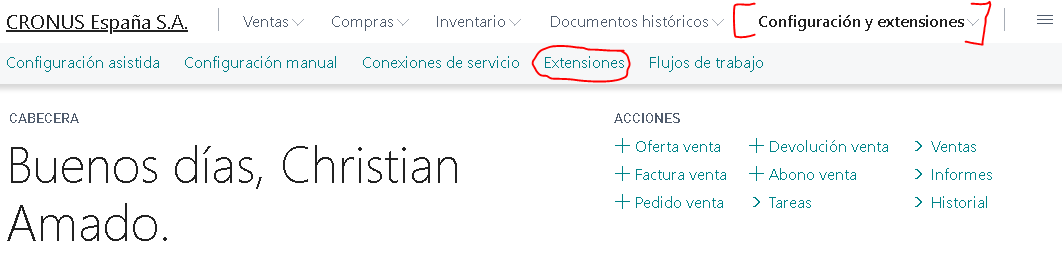 CRONUS España S.A. Ventas Compras Inventario Documentos históricos Configuración y extensiones
Configuración asistida Configuración manual Conexiones de servicio Extensiones Flujos de trabajo
CABECERA
Buenos días, Christian
Amado.
ACCIONES
+ Oferta venta + Devolución venta > Ventas
+ Factura venta + Abono venta > Informes
+ Pedido venta > Tareas > Historial